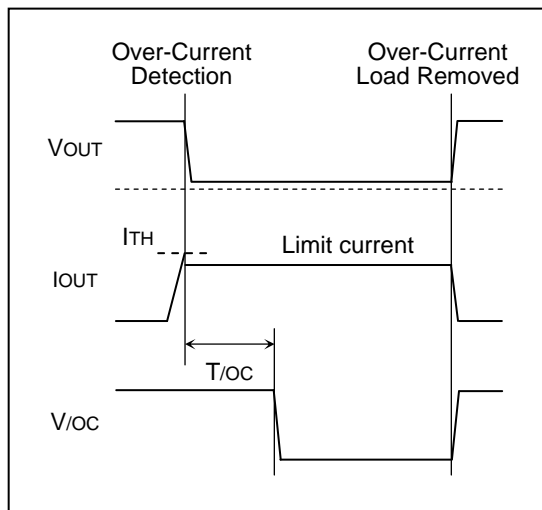 Over-Current
Detection
Over-Current
Load Removed
VOUT
ITH
Limit current
IOUT
T/OC
V/OC